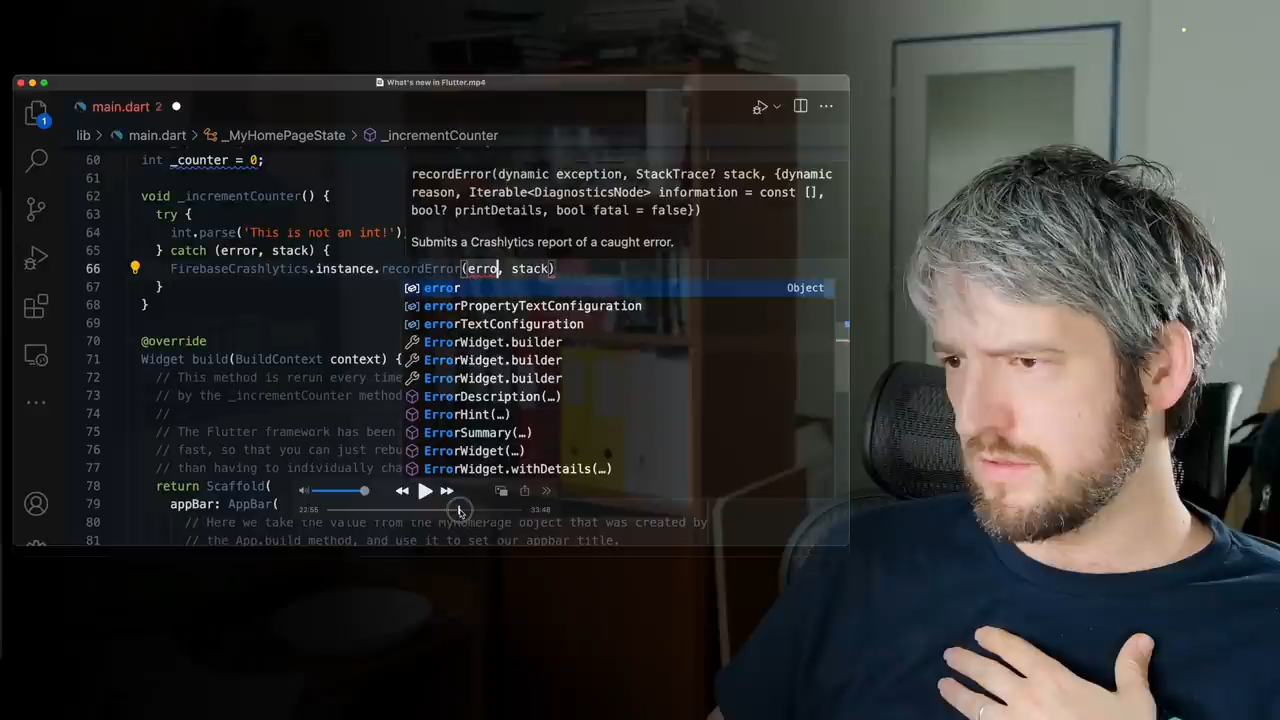 What's new in Flutter.mp4
main.dart 2
lib > main.dart > _MyHomePageState > _incrementCounter
1
60 int _counter = 0;
61
62 void _incrementCounter() {
63 try {
64 int.parse('This is not an int!')
65 } catch (error, stack) {
66 FirebaseCrashlytics.instance.recordError(erro, stack)
67 }
68 }
69
70 @override
71 Widget build(BuildContext context) {
72 // This method is rerun every time
73 // by the _incrementCounter method
74 //
75 // The Flutter framework has been
76 // fast, so that you can just rebu
77 // than having to individually cha
78 return Scaffold(
79 appBar: AppBar(
80 // Here we take the value from the MyHomePage object that was created by
81 // the App.build method, and use it to set our appbar title.
recordError(dynamic exception, StackTrace? stack, {dynamic
reason, Iterable<DiagnosticsNode> information = const [],
bool? printDetails, bool fatal = false})
Submits a Crashlytics report of a caught error.
error Object
errorPropertyTextConfiguration
errorTextConfiguration
ErrorWidget.builder
ErrorWidget.builder
ErrorWidget.builder
ErrorDescription(…)
ErrorHint(…)
ErrorSummary(…)
ErrorWidget(…)
ErrorWidget.withDetails(…)
22:55 33:48